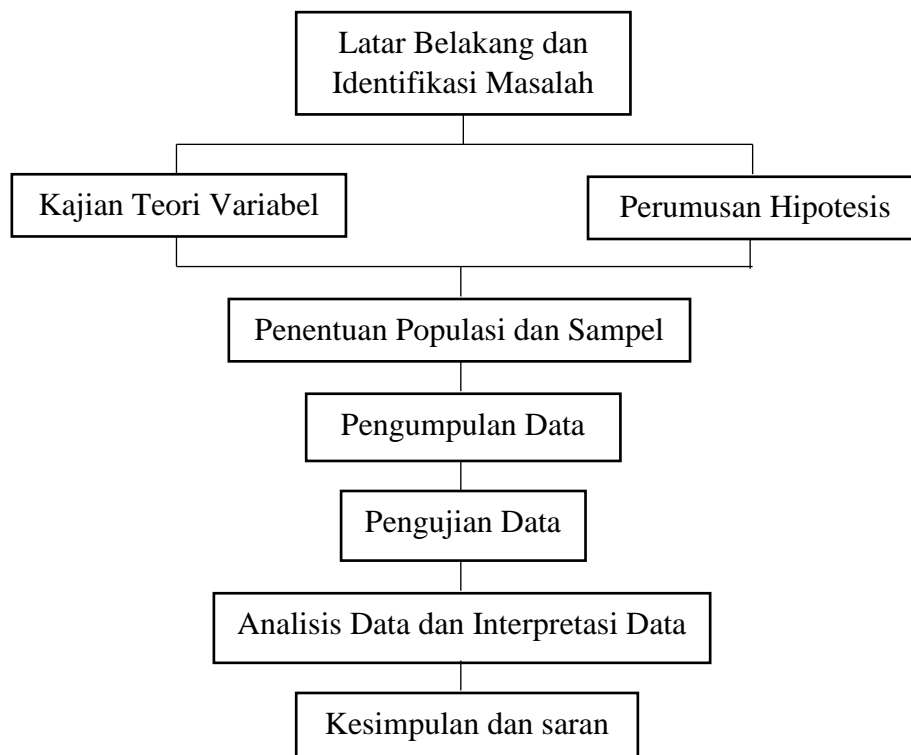 Latar Belakang dan
Identifikasi Masalah
Kajian Teori Variabel
Perumusan Hipotesis
Penentuan Populasi dan Sampel
Pengumpulan Data
Pengujian Data
Analisis Data dan Interpretasi Data
Kesimpulan dan saran